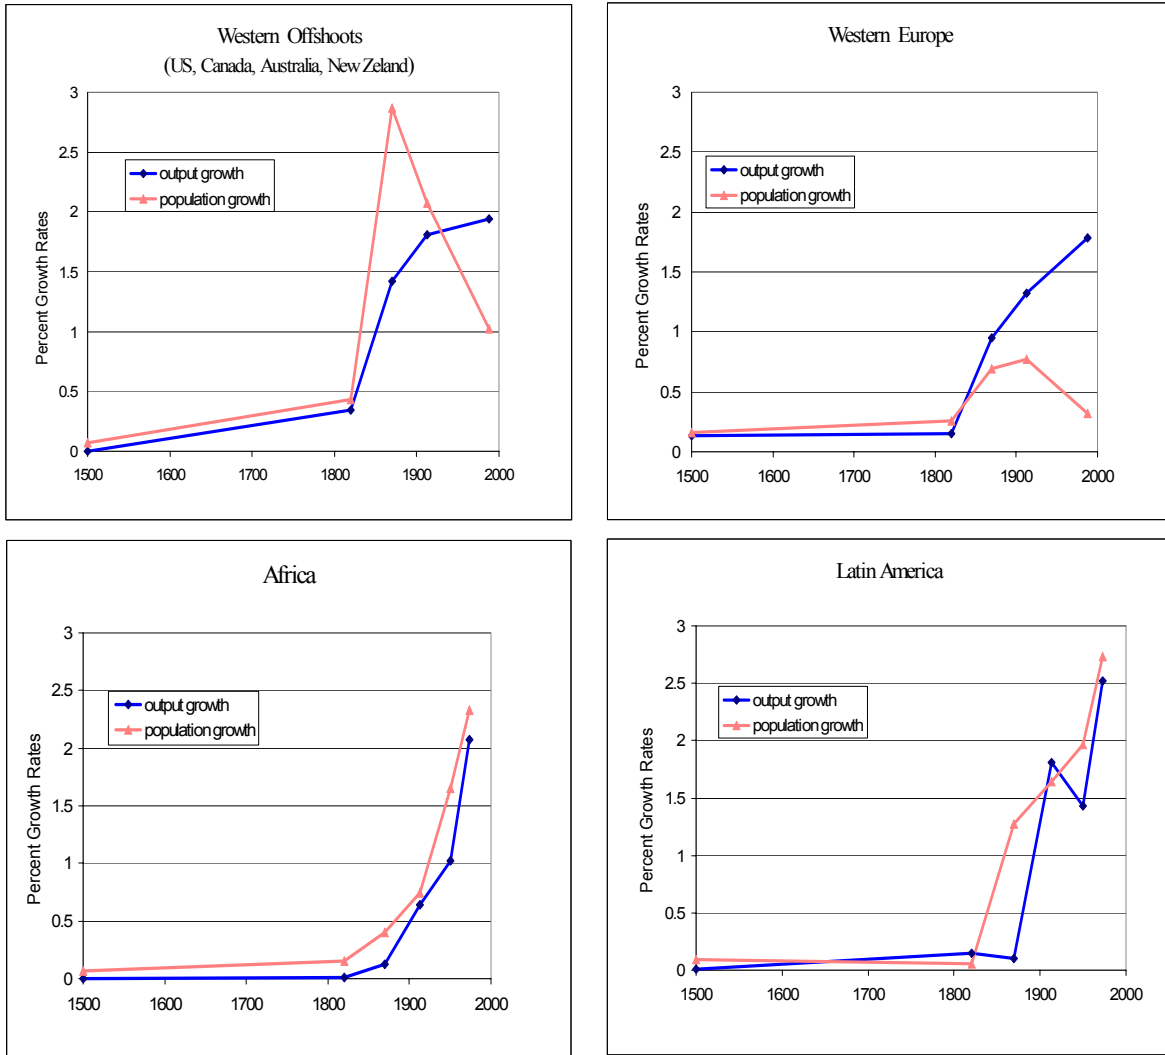 Western Offshoots
(US, Canada, Australia, New Zeland)
Percent Growth Rates
3
2.5
2
1.5
1
0.5
0
output growth
population growth
1500 1600 1700 1800 1900 2000
Western Europe
Percent Growth Rates
3
2.5
2
1.5
1
0.5
0
output growth
population growth
1500 1600 1700 1800 1900 2000
Africa
Percent Growth Rates
3
2.5
2
1.5
1
0.5
0
output growth
population growth
1500 1600 1700 1800 1900 2000
Latin America
Percent Growth Rates
3
2.5
2
1.5
1
0.5
0
output growth
population growth
1500 1600 1700 1800 1900 2000